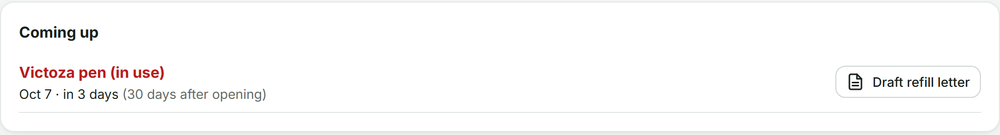 Coming up
Victoza pen (in use)
Oct 7 · in 3 days (30 days after opening)
Draft refill letter